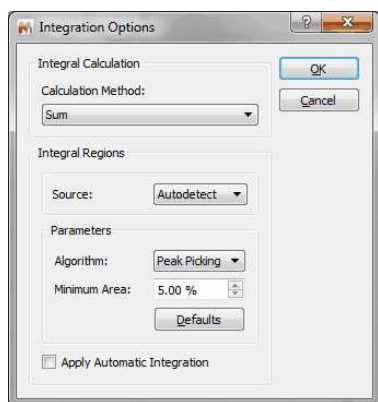 Integration Options
Integral Calculation
OK
Calculation Method:
Cancel
Sum
Integral Regions
Source: Autodetect
Parameters
Algorithm: Peak Picking
Minimum Area: 5.00 %
Defaults
Apply Automatic Integration